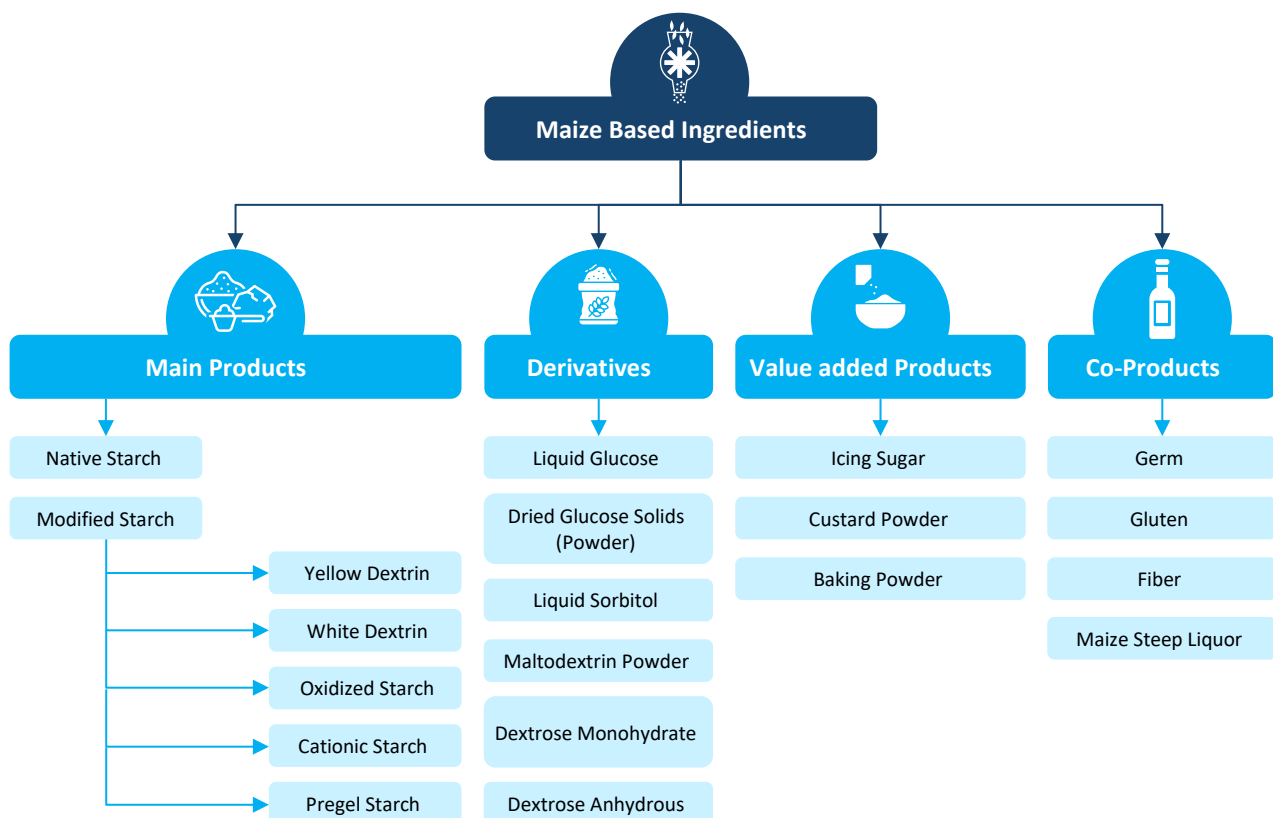 Maize Based Ingredients
Main Products
Native Starch
Modified Starch
Yellow Dextrin
White Dextrin
Oxidized Starch
Cationic Starch
Pregel Starch
Derivatives
Liquid Glucose
Dried Glucose Solids
(Powder)
Liquid Sorbitol
Maltodextrin Powder
Dextrose Monohydrate
Dextrose Anhydrous
Value added Products
Icing Sugar
Custard Powder
Baking Powder
Co-Products
Germ
Gluten
Fiber
Maize Steep Liquor